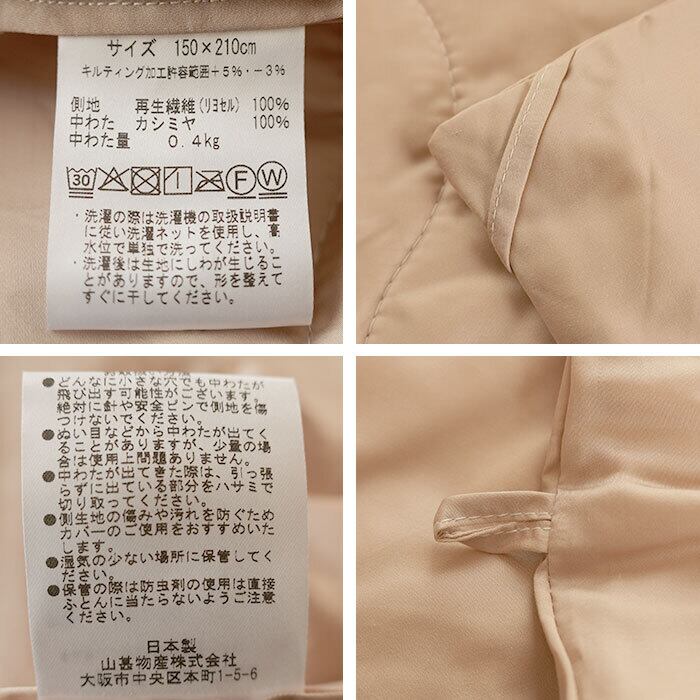 サイズ 150×210cm
キルティング加工許容範囲+5%・-3%
側地 再生繊維(リヨセル) 100%
中わた カシミヤ 100%
中わた量 0.4kg
30 F W
・洗濯の際は洗濯機の取扱説明書
に従い洗濯ネットを使用し、高
水位で単独で洗ってください。
・洗濯後は生地にしわが生じるこ
とがありますので、形を整えて
すぐに干してください。
●どんなに小さな穴でも中わたが
飛び出す可能性がございます。
絶対に針や安全ピンで側地を傷
つけないでください。
●ぬい目などから中わたが出てく
ることがありますが、少量の場
合は使用上問題ありません。
●中わたが出てきた際は、引っ張
らずに出ている部分をハサミで
切り取ってください。
●側生地の傷みや汚れを防ぐため
カバーのご使用をおすすめいた
します。
●湿気の少ない場所に保管してく
ださい。
●保管の際は防虫剤の使用は直接
ふとんに当たらないようご注意
ください。
日本製
山甚物産株式会社
大阪市中央区本町1-5-6